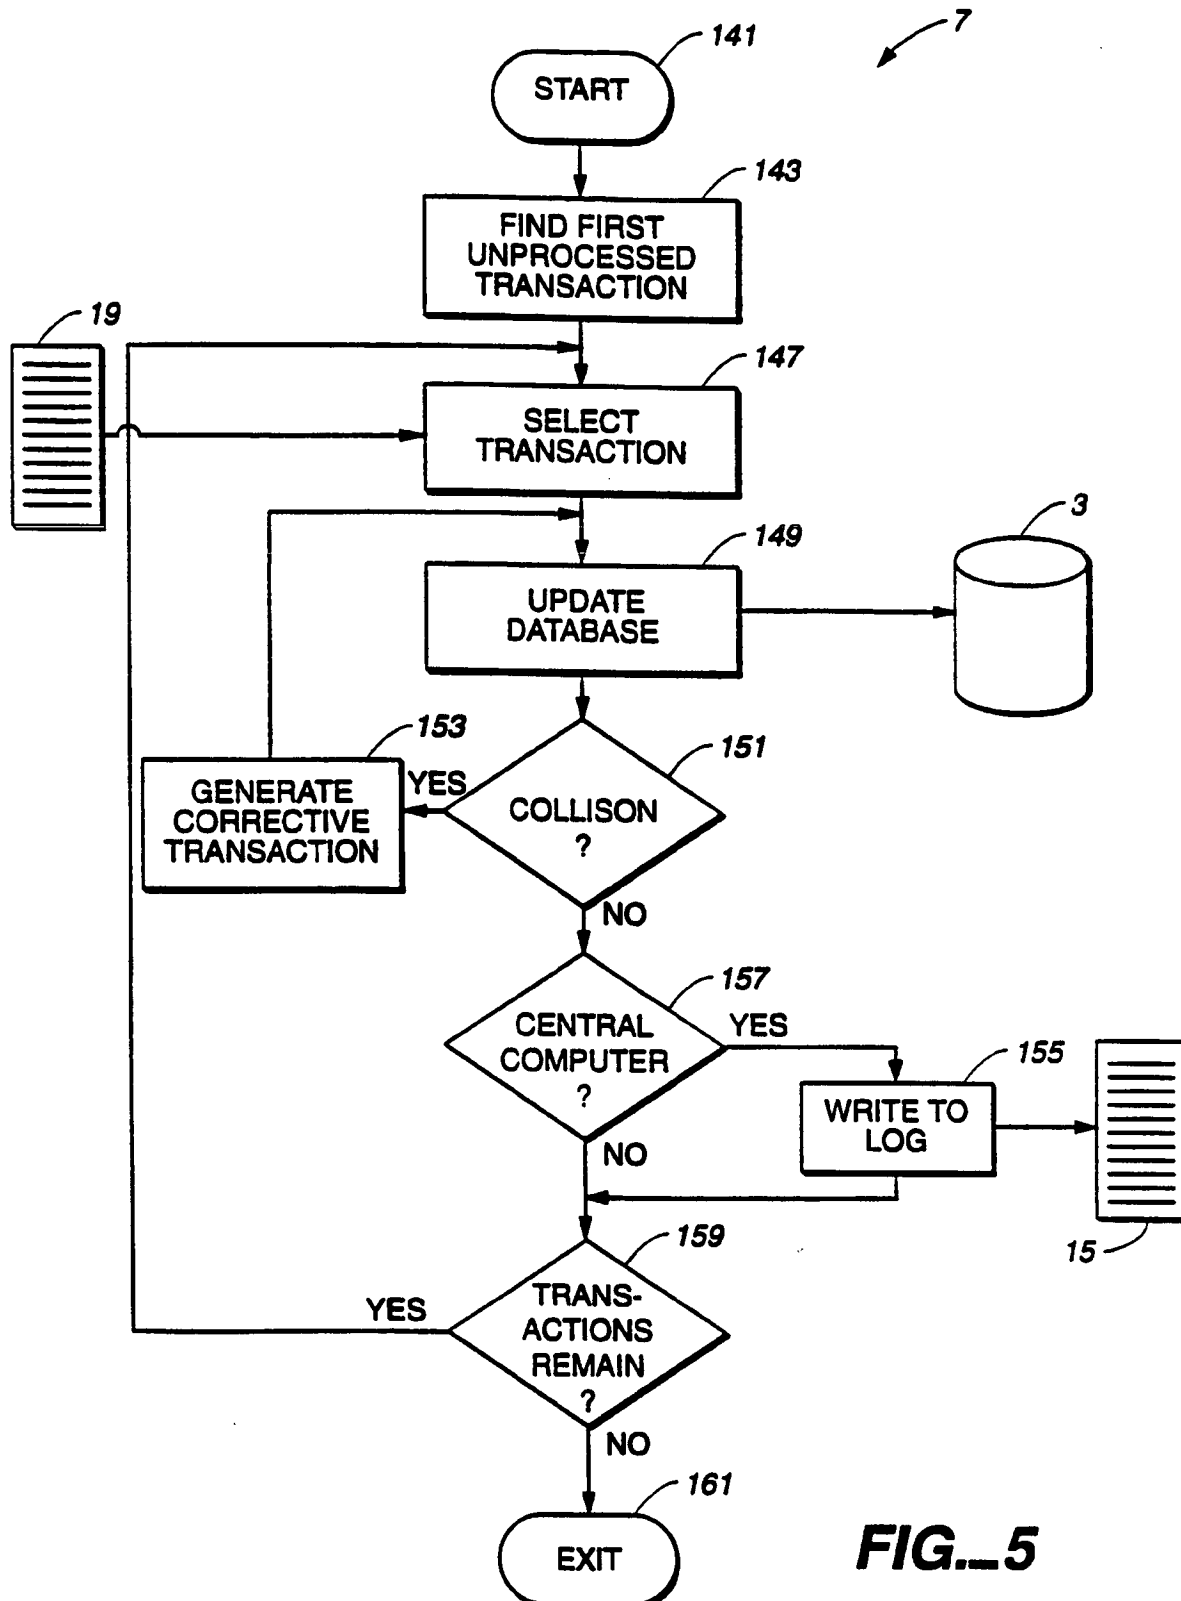 7
141
START
143
FIND FIRST
UNPROCESSED
TRANSACTION
19
147
SELECT
TRANSACTION
3
149
UPDATE
DATABASE
153
151
GENERATE
CORRECTIVE
TRANSACTION
YES
COLLISON
?
NO
157
CENTRAL
COMPUTER
?
YES
155
WRITE TO
LOG
NO
15
159
YES
TRANS-
ACTIONS
REMAIN
?
NO
161
EXIT
FIG._5